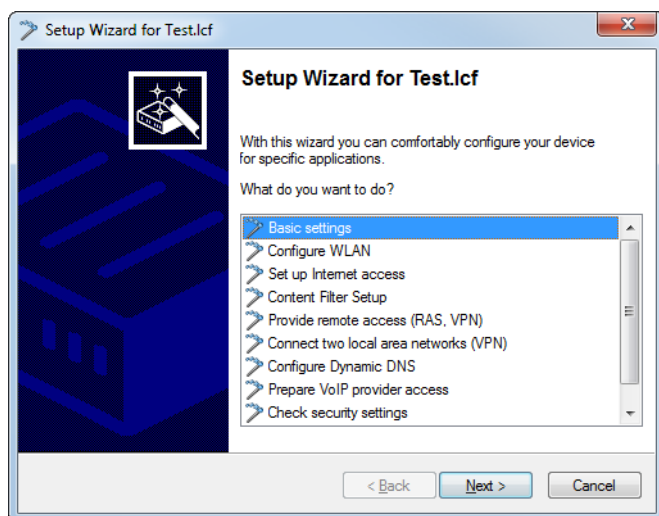 Setup Wizard for Test.lcf
Setup Wizard for Test.lcf
With this wizard you can comfortably configure your device
for specific applications.
What do you want to do?
Basic settings
Configure WLAN
Set up Internet access
Content Filter Setup
Provide remote access (RAS, VPN)
Connect two local area networks (VPN)
Configure Dynamic DNS
Prepare VoIP provider access
Check security settings
< Back Next > Cancel